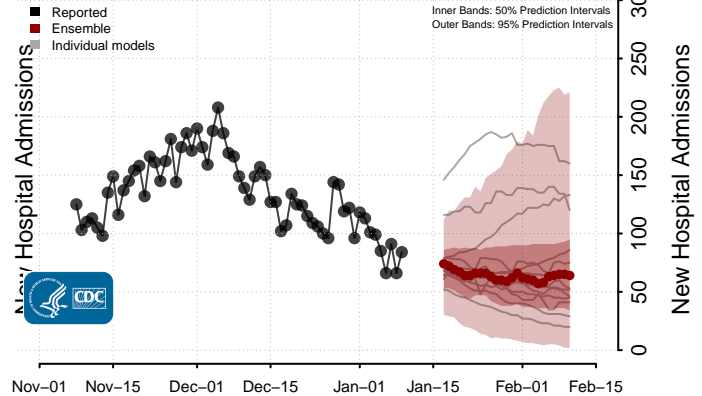 Reported
Ensemble
Individual models
Inner Bands: 50% Prediction Intervals
Outer Bands: 95% Prediction Intervals
New Hospital Admissions
New Hospital Admissions
CDC
250
200
150
100
50
0
Nov−01 Nov−15 Dec−01 Dec−15 Jan−01 Jan−15 Feb−01 Feb−15